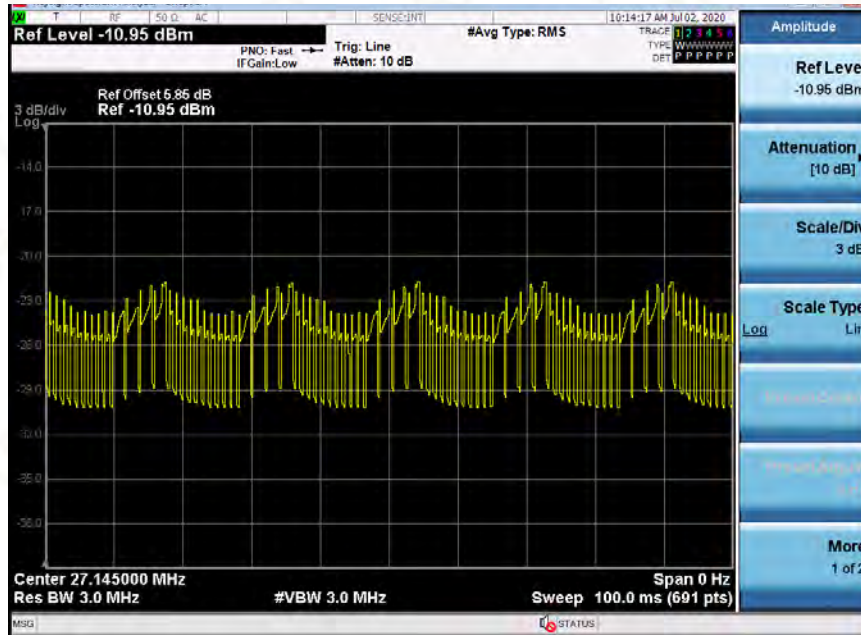 T RF 50 Ω AC SENSE:INT 10:14:17 AM Jul 02, 2020
Ref Level -10.95 dBm
#Avg Type: RMS
TRACE 1 2 3 4 5 6
TYPE WWWWWW
DET P P P P P P
PNO: Fast
IFGain:Low
Trig: Line
#Atten: 10 dB
Ref Offset 5.85 dB
3 dB/div Ref -10.95 dBm
Log
-14.0
-17.0
-20.0
-23.0
-26.0
-29.0
-32.0
-35.0
-38.0
Center 27.145000 MHz Span 0 Hz
Res BW 3.0 MHz #VBW 3.0 MHz Sweep 100.0 ms (691 pts)
MSG STATUS
Amplitude
Ref Leve
-10.95 dBm
Attenuation
[10 dB]
Scale/Div
3 dB
Scale Type
Log Lin
More
1 of 2